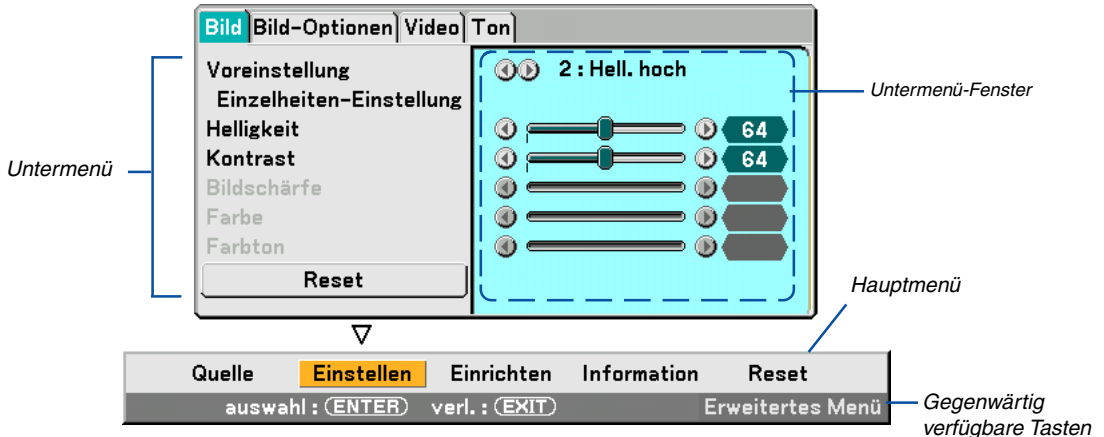 Bild Bild-Optionen Video Ton
Voreinstellung
2 : Hell. hoch
Einzelheiten-Einstellung
Untermenü-Fenster
Helligkeit
64
Kontrast
64
Untermenü
Bildschärfe
Farbe
Farbton
Reset
Hauptmenü
Quelle Einstellen Einrichten Information Reset
auswahl : ENTER verl. : EXIT Erweitertes Menü
Gegenwärtig
verfügbare Tasten